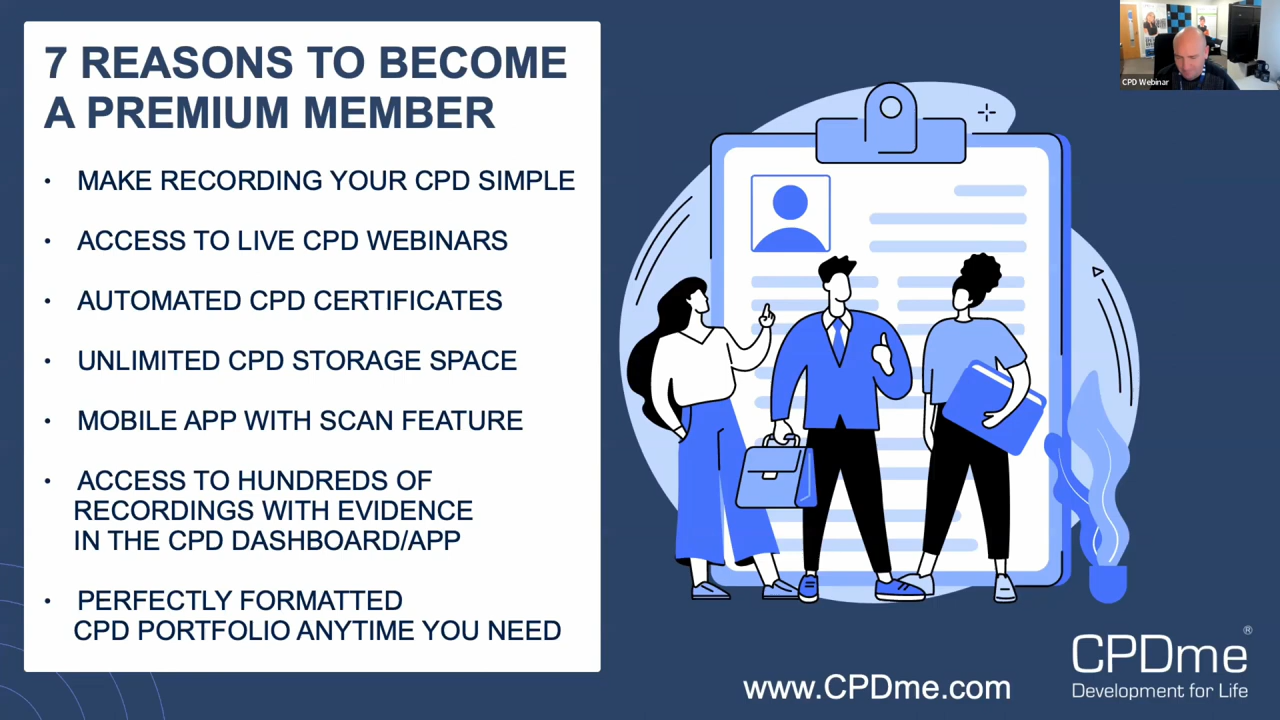 7 REASONS TO BECOME
A PREMIUM MEMBER
• MAKE RECORDING YOUR CPD SIMPLE
• ACCESS TO LIVE CPD WEBINARS
• AUTOMATED CPD CERTIFICATES
• UNLIMITED CPD STORAGE SPACE
• MOBILE APP WITH SCAN FEATURE
• ACCESS TO HUNDREDS OF
RECORDINGS WITH EVIDENCE
IN THE CPD DASHBOARD/APP
• PERFECTLY FORMATTED
CPD PORTFOLIO ANYTIME YOU NEED
CPD Webinar
www.CPDme.com
CPDme®
Development for Life